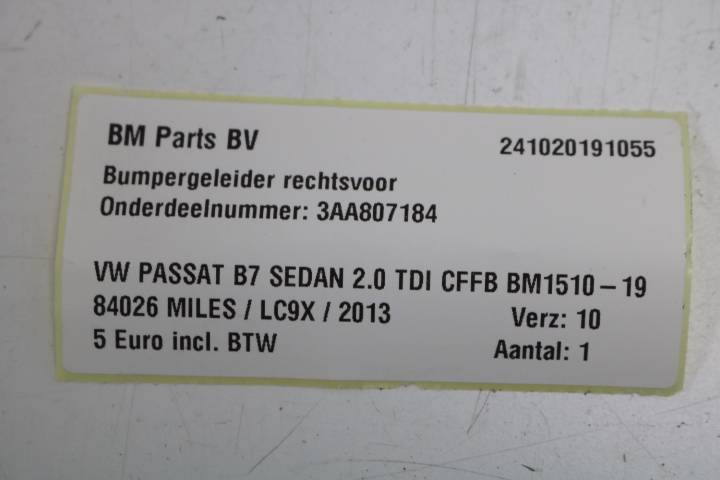 BM Parts BV 241020191055
Bumpergeleider rechtsvoor
Onderdeelnummer: 3AA807184
VW PASSAT B7 SEDAN 2.0 TDI CFFB BM1510-19
84026 MILES / LC9X / 2013 Verz: 10
5 Euro incl. BTW Aantal: 1